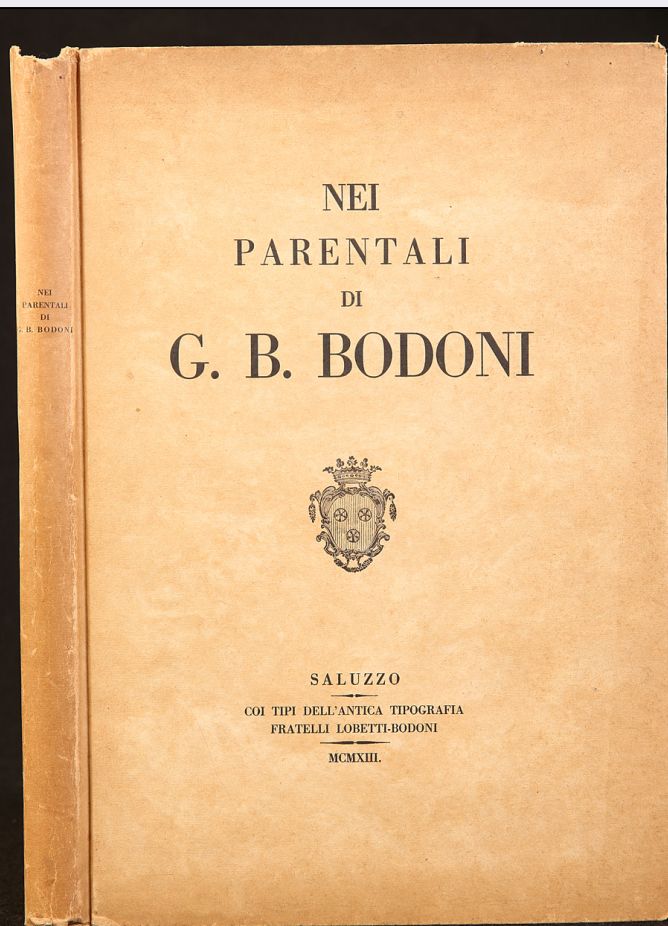 NEI
PARENTALI
DI
G. B. BODONI
NEI
PARENTALI
DI
G. B. BODONI
SALUZZO
COI TIPI DELL'ANTICA TIPOGRAFIA
FRATELLI LOBETTI-BODONI
MCMXIII.